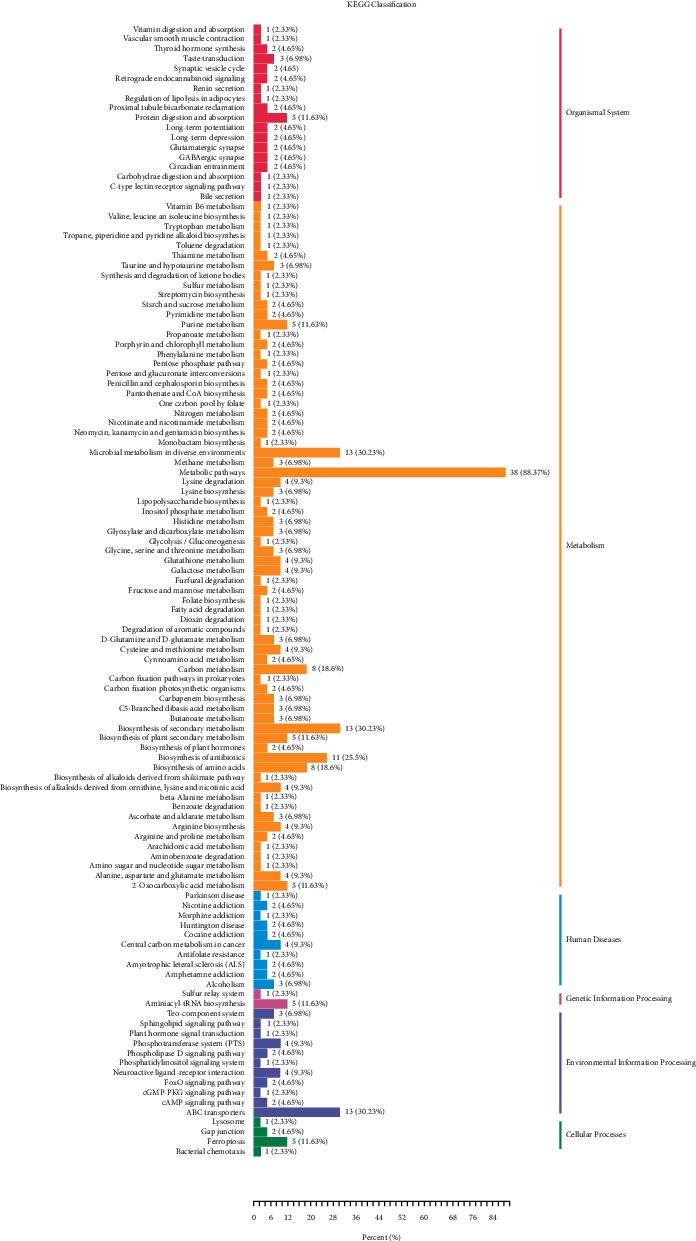 KEGG Classification
Vitamin digestion and absorption 1 (2.33%)
Vascular smooth muscle contraction 1 (2.33%)
Thyroid hormone synthesis 2 (4.65%)
Taste transduction 3 (6.98%)
Synaptic vesicle cycle 2 (4.65)
Retrograde endocannabinoid signaling 2 (4.65%)
Renin secretion 1 (2.33%)
Regulation of lipolysis in adipocytes 1 (2.33%)
Proximal tubule bicarbonate reclamation 2 (4.65%)
Protein digestion and absorption 5 (11.63%)
Organismal System
Long-term potentiation 2 (4.65%)
Long-term depression 2 (4.65%)
Glutamatergic synapse 2 (4.65%)
GABAergic synapse 2 (4.65%)
Circadian entrainment 2 (4.65%)
Carbohydrae digestion and absorption 1 (2.33%)
C-type lectin receptor signaling pathway 1 (2.33%)
Bile secretion 1 (2.33%)
Vitamin B6 metabolism 1 (2.33%)
Valine, leucine an isoleucine biosynthesis 1 (2.33%)
Tryptophan metabolism 1 (2.33%)
Tropane, piperidine and pyridine alkaloid biosynthesis 1 (2.33%)
Toluene degradation 1 (2.33%)
Thiamine metabolism 2 (4.65%)
Taurine and hypotaurine metabolism 3 (6.98%)
Synthesis and degradation of ketone bodies 1 (2.33%)
Sulfur metabolism 1 (2.33%)
Streptomycin biosynthesis 1 (2.33%)
Stsrch and sucrose metabolism 2 (4.65%)
Pyrimidine metabolism 2 (4.65%)
Purine metabolism 5 (11.63%)
Propanoate metabolism 1 (2.33%)
Porphyrin and chlorophyll metabolism 2 (4.65%)
Phenylalanine metabolism 1 (2.33%)
Pentose phosphate pathway 2 (4.65%)
Pentose and glucuronate interconversions 1 (2.33%)
Penicillin and cephalosporin biosynthesis 2 (4.65%)
Pantothenate and CoA biosynthesis 2 (4.65%)
One carbon pool by folate 1 (2.33%)
Nitrogen metabolism 2 (4.65%)
Nicotinate and nicotinamide metabolism 2 (4.65%)
Neomycin, kanamycin and gentamicin biosynthesis 2 (4.65%)
Monobactam biosynthesis 1 (2.33%)
Microbial metabolism in diverse environments 13 (30.23%)
Methane metabolism 3 (6.98%)
Metabolic pathways 38 (88.37%)
Lysine degradation 4 (9.3%)
Lysine biosynthesis 3 (6.98%)
Lipopolysaccharide biosynthesis 1 (2.33%)
Inositol phosphate metabolism 2 (4.65%)
Histidine metabolism 3 (6.98%)
Glyoxylate and dicarboxylate metabolism 3 (6.98%)
Glycolysis / Gluconeogenesis 1 (2.33%)
Metabolism
Glycine, serine and threonine metabolism 3 (6.98%)
Glutathione metabolism 4 (9.3%)
Galactose metabolism 4 (9.3%)
Furfural degradation 1 (2.33%)
Fructose and mannose metabolism 2 (4.65%)
Folate biosynthesis 1 (2.33%)
Fatty acid degradation 1 (2.33%)
Dioxin degradation 1 (2.33%)
Degradation of aromatic compounds 1 (2.33%)
D-Glutamine and D-glutamate metabolism 3 (6.98%)
Cysteine and methionine metabolism 4 (9.3%)
Cynnoamino acid metabolism 2 (4.65%)
Carbon metabolism 8 (18.6%)
Carbon fixation pathways in prokaryotes 1 (2.33%)
Carbon fixation photosynthetic organisms 2 (4.65%)
Carbapenem biosynthesis 3 (6.98%)
C5-Branched dibasis acid metabolism 3 (6.98%)
Butanoate metabolism 3 (6.98%)
Biosynthesis of secondary metabolism 13 (30.23%)
Biosynthesis of plant secondary metabolism 5 (11.63%)
Biosynthesis of plant hormones 2 (4.65%)
Biosynthesis of antibiotics 11 (25.5%)
Biosynthesis of amino acids 8 (18.6%)
Biosynthesis of alkaloids derived from shikimate pathway 1 (2.33%)
Biosynthesis of alkaloids derived from ornithine, lysine and nicotinic acid 4 (9.3%)
beta-Alanine metabolism 1 (2.33%)
Benzoate degradation 1 (2.33%)
Ascorbate and aldarate metabolism 3 (6.98%)
Arginine biosynthesis 4 (9.3%)
Arginine and proline metabolism 2 (4.65%)
Arachidonic acid metabolism 1 (2.33%)
Aminobenzoate degradation 1 (2.33%)
Amino sugar and nucleotide sugar metabolism 1 (2.33%)
Alanine, aspartate and glutamate metabolism 4 (9.3%)
2-Oxocarboxylic acid metabolism 5 (11.63%)
Parkinson disease 1 (2.33%)
Nicotine addiction 2 (4.65%)
Morphine addiction 1 (2.33%)
Huntington disease 2 (4.65%)
Cocaine addiction 2 (4.65%)
Human Diseases
Central carbon metabolism in cancer 4 (9.3%)
Antifolate resistance 1 (2.33%)
Amyotrophic leteral sclerosis (ALS) 2 (4.65%)
Amphetamne addiction 2 (4.65%)
Alcoholism 3 (6.98%)
Sulfur relay system 1 (2.33%)
Genetic Information Processing
Aminiacyl-tRNA biosynthesis 5 (11.63%)
Teo-component system 3 (6.98%)
Sphingolipid signaling pathway 1 (2.33%)
Plant hormone signal transduction 1 (2.33%)
Phosphotransferase system (PTS) 4 (9.3%)
Phospholipase D signaling pathway 2 (4.65%)
Phosphatidylinositol signaling system 1 (2.33%)
Environmental Information Processing
Neuroactive ligand-receptor interaction 4 (9.3%)
FoxO signaling pathway 2 (4.65%)
cGMP-PKG signaling pathway 1 (2.33%)
cAMP signaling pathway 2 (4.65%)
ABC transporters 13 (30.23%)
Lysosome 1 (2.33%)
Gap junction 2 (4.65%)
Cellular Processes
Ferroptosis 5 (11.63%)
Bacterial chemotaxis 1 (2.33%)
0 6 12 20 28 36 44 52 60 68 76 84
Percent (%)